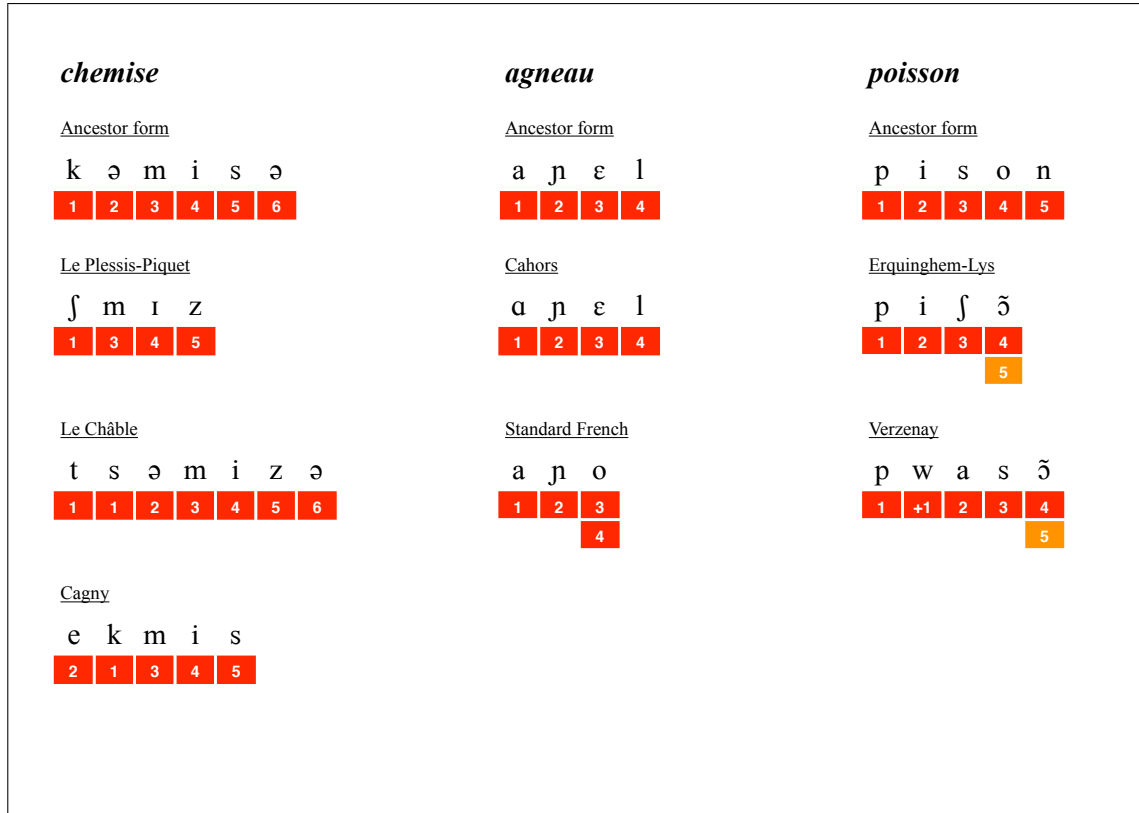 chemise
Ancestor form
k ə m i s ə
1 2 3 4 5 6
Le Plessis-Piquet
ʃ m ɪ z
1 3 4 5
Le Châble
t s ə m i z ə
1 1 2 3 4 5 6
Cagny
e k m i s
2 1 3 4 5
agneau
Ancestor form
a ɲ ɛ l
1 2 3 4
Cahors
ɑ ɲ ɛ l
1 2 3 4
Standard French
a ɲ o
1 2 3
4
poisson
Ancestor form
p i s o n
1 2 3 4 5
Erquinghem-Lys
p i ʃ ɔ̃
1 2 3 4
5
Verzenay
p w a s ɔ̃
1 +1 2 3 4
5